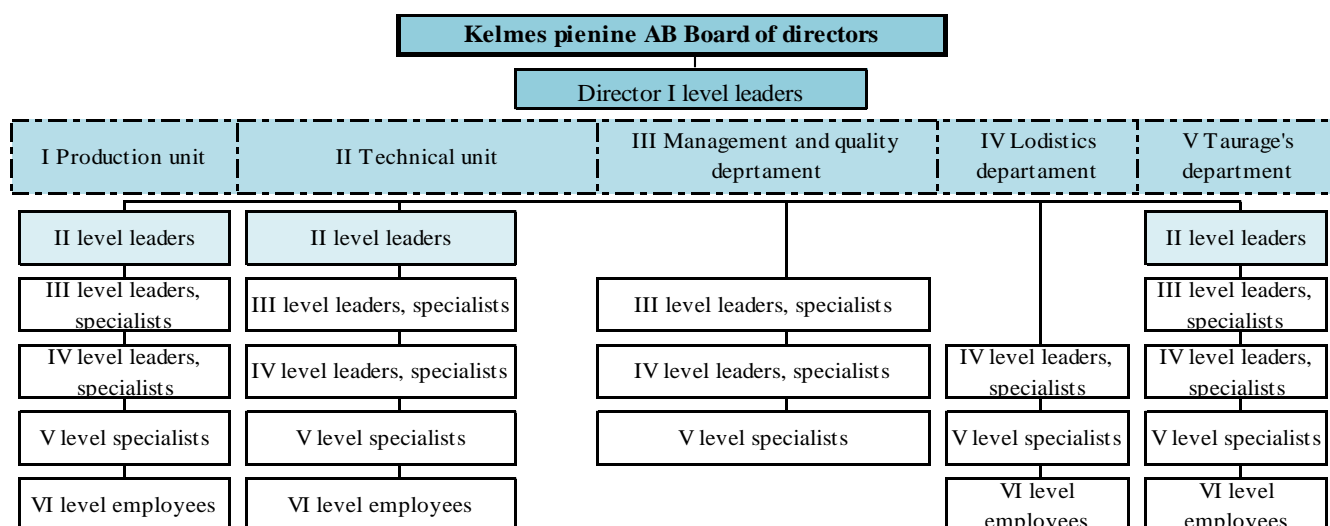 Kelmes pienine AB Board of directors
Director I level leaders
I Production unit
II Technical unit
III Management and quality
deprtament
IV Lodistics
departament
V Taurage's
department
II level leaders
II level leaders
II level leaders
III level leaders,
specialists
III level leaders, specialists
III level leaders, specialists
III level leaders,
specialists
IV level leaders,
specialists
IV level leaders, specialists
IV level leaders, specialists
IV level leaders,
specialists
IV level leaders,
specialists
V level specialists
V level specialists
V level specialists
V level specialists
V level specialists
VI level employees
VI level employees
VI level
employees
VI level
employees